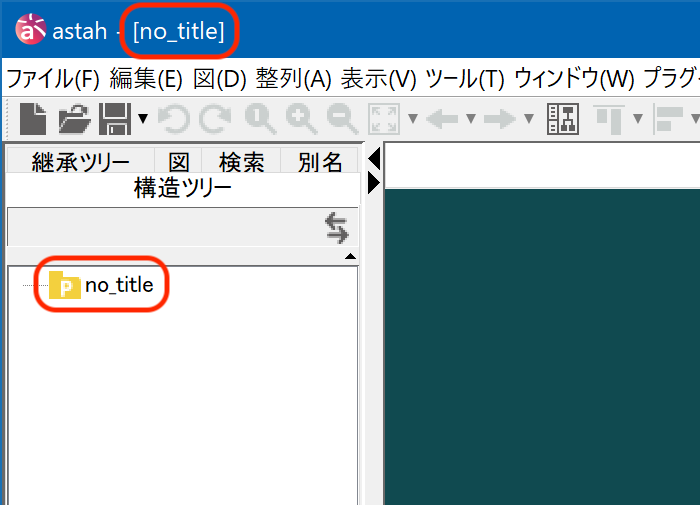 astah - [no_title]
ファイル(F) 編集(E) 図(D) 整列(A) 表示(V) ツール(T) ウィンドウ(W) プラグ
継承ツリー 図 検索 別名
構造ツリー
no_title